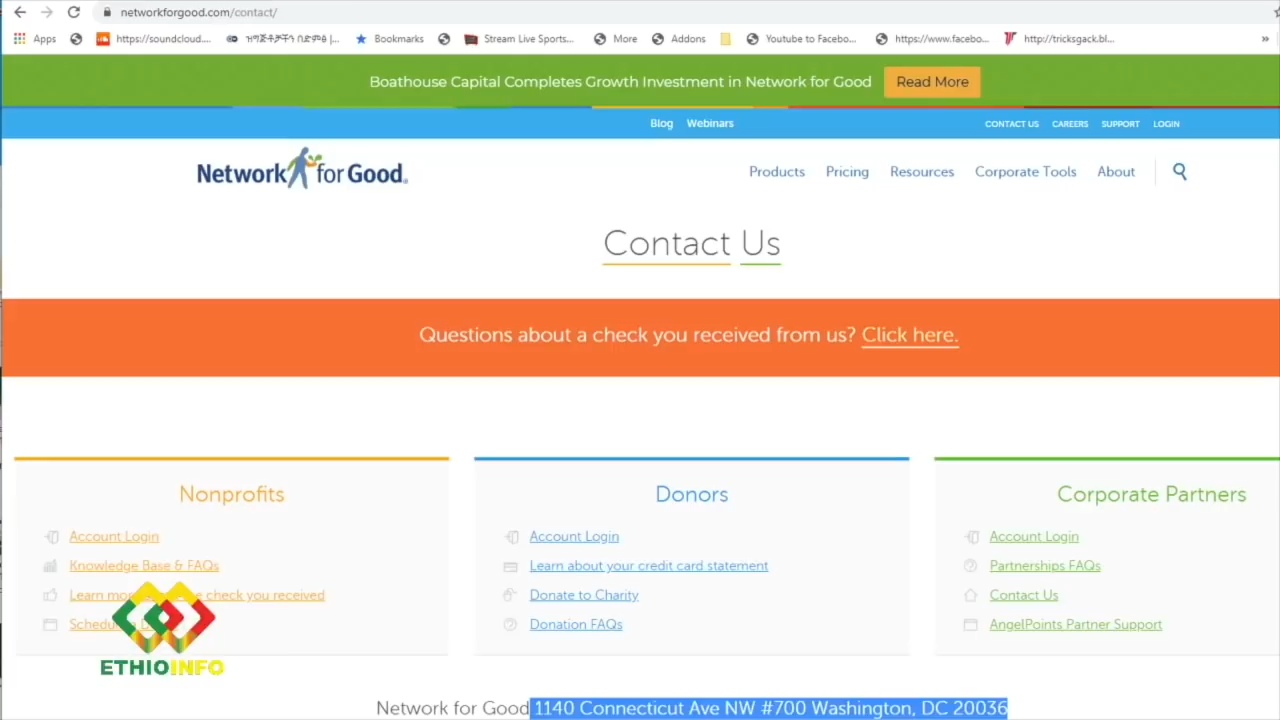 networkforgood.com/contact/
Apps https://soundcloud.... ዝግጅቶቻችን በድምፅ |... Bookmarks Stream Live Sports... More Addons Youtube to Facebo... https://www.facebo... http://tricksgack.bl... »
Boathouse Capital Completes Growth Investment in Network for Good Read More
Blog Webinars CONTACT US CAREERS SUPPORT LOGIN
Network for Good. Products Pricing Resources Corporate Tools About
Contact Us
Questions about a check you received from us? Click here.
Nonprofits
Account Login
Knowledge Base & FAQs
Learn the check you received
Donors
Account Login
Learn about your credit card statement
Donate to Charity
Donation FAQs
Corporate Partners
Account Login
Partnerships FAQs
Contact Us
AngelPoints Partner Support
ETHIOINFO
Network for Good 1140 Connecticut Ave NW #700 Washington, DC 20036